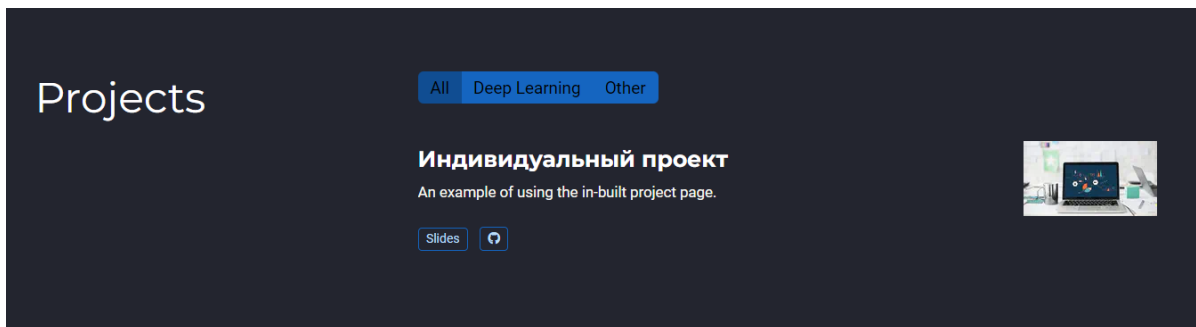 Projects
All Deep Learning Other
Индивидуальный проект
An example of using the in-built project page.
Slides